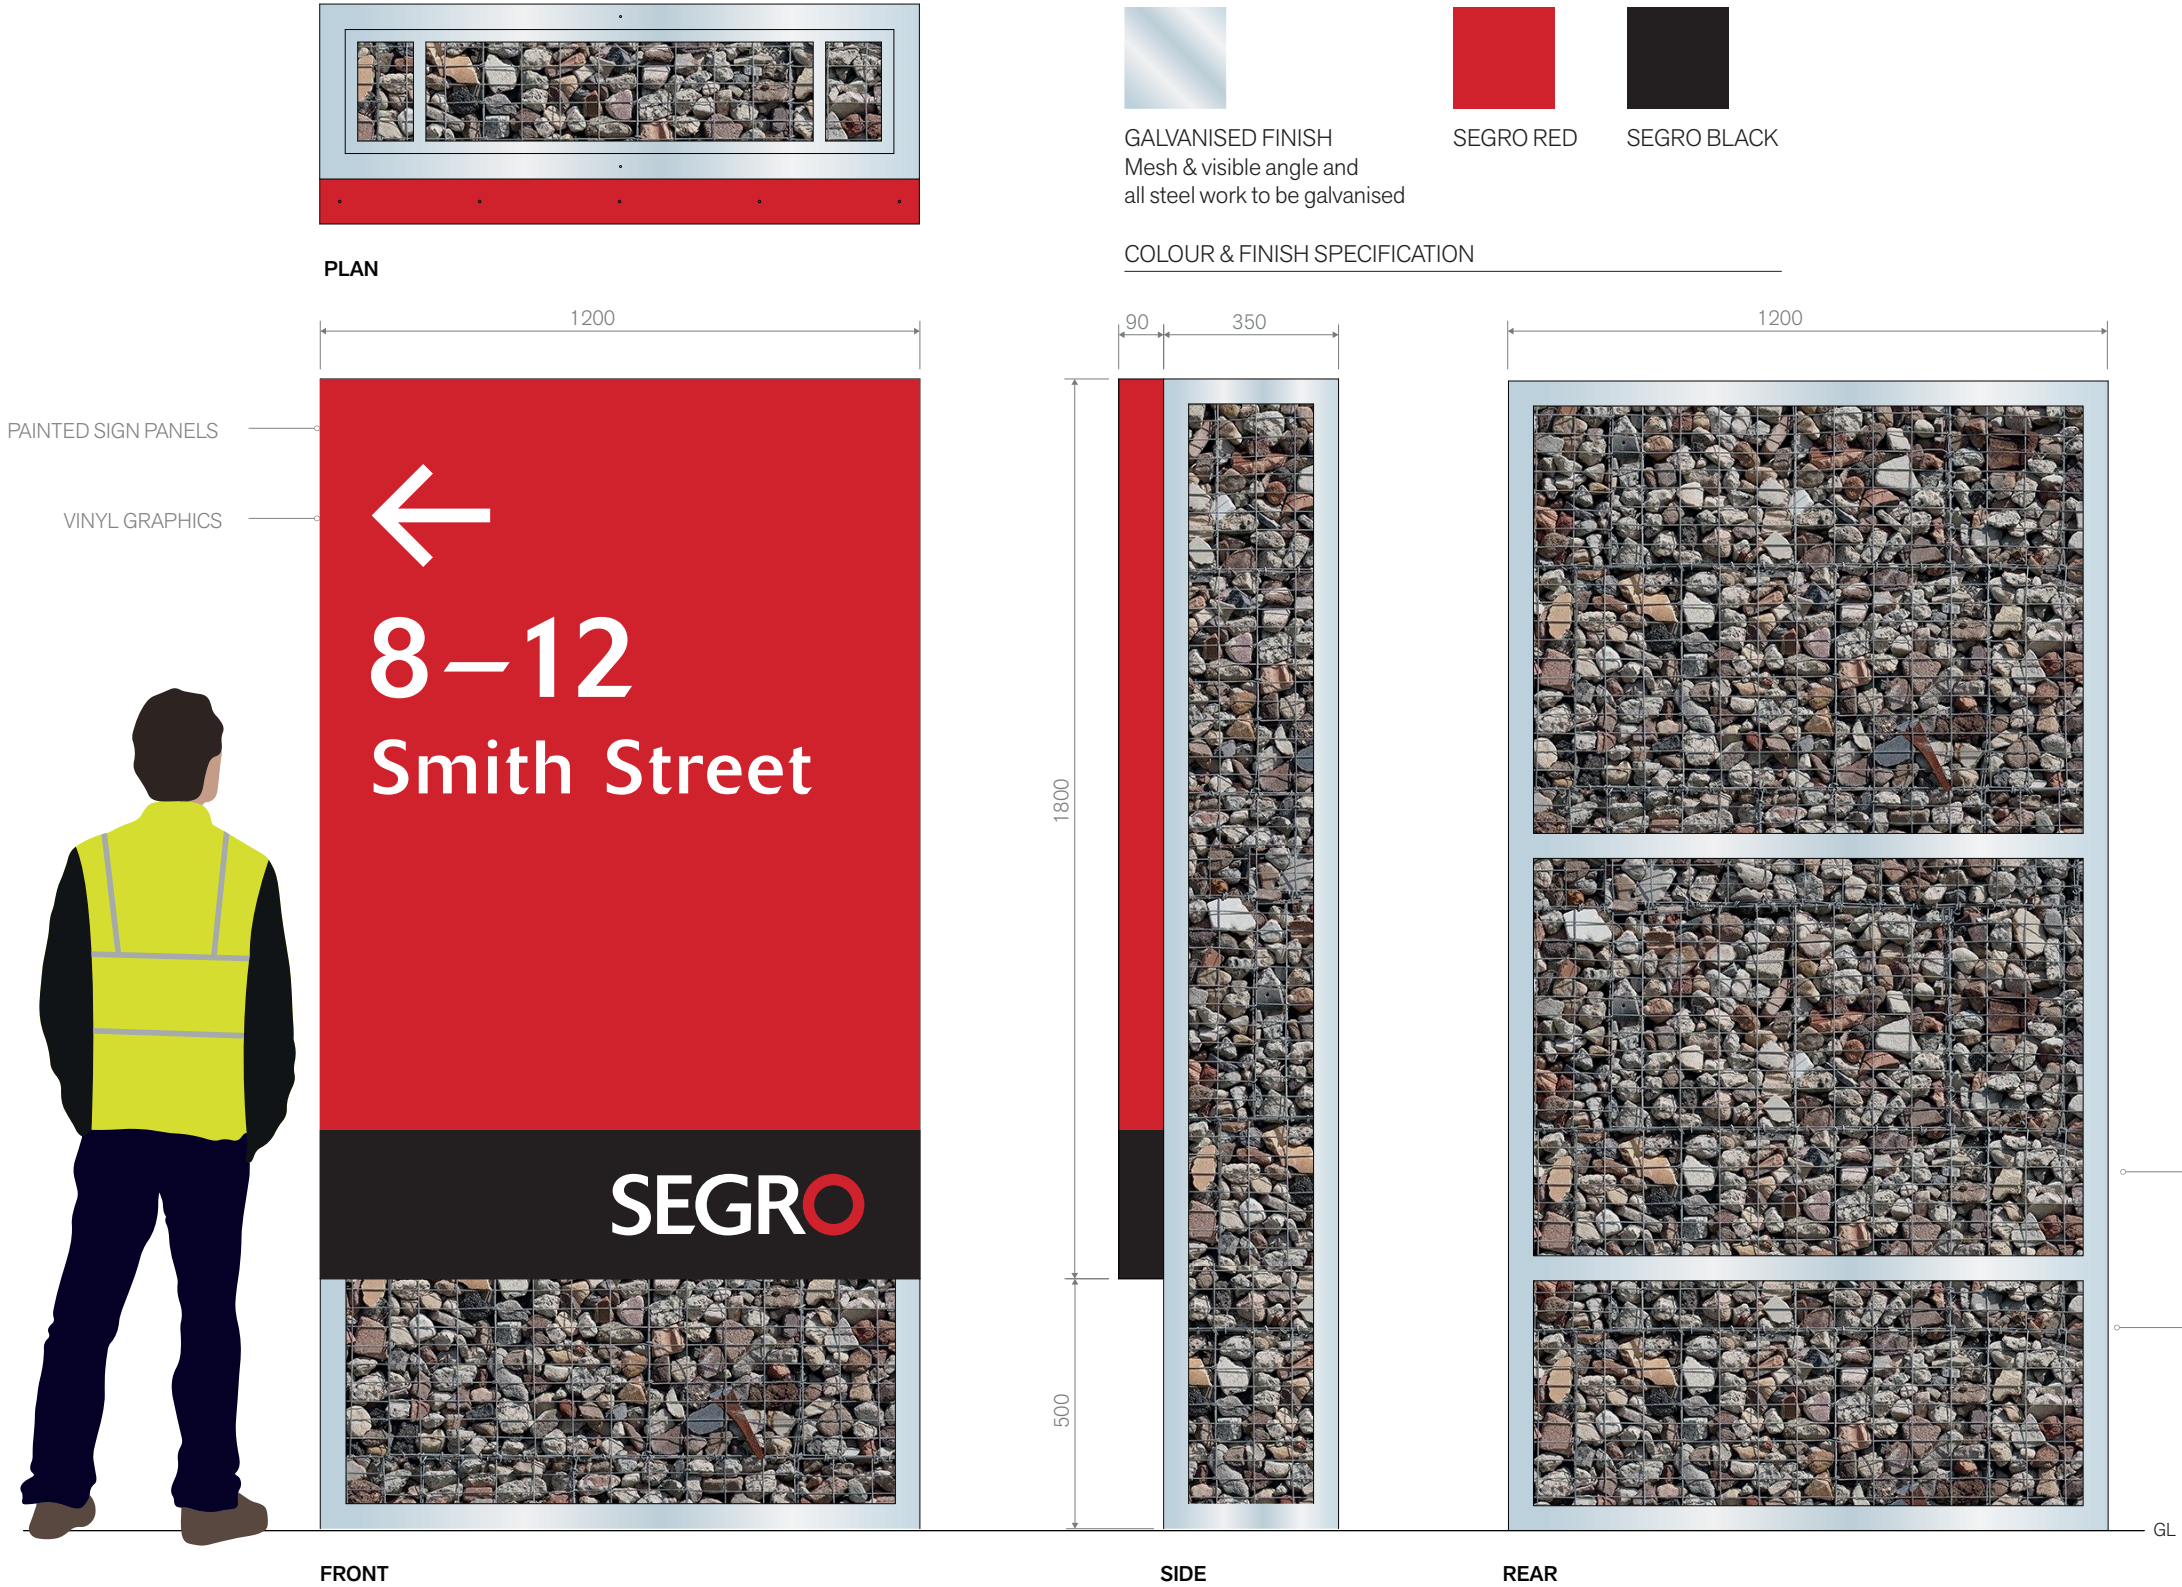 GALVANISED FINISH
Mesh & visible angle and
all steel work to be galvanised
SEGRO RED
SEGRO BLACK
COLOUR & FINISH SPECIFICATION
PLAN
1200
90
350
1200
PAINTED SIGN PANELS
VINYL GRAPHICS
8–12
Smith Street
SEGRO
1800
500
GL
FRONT
SIDE
REAR